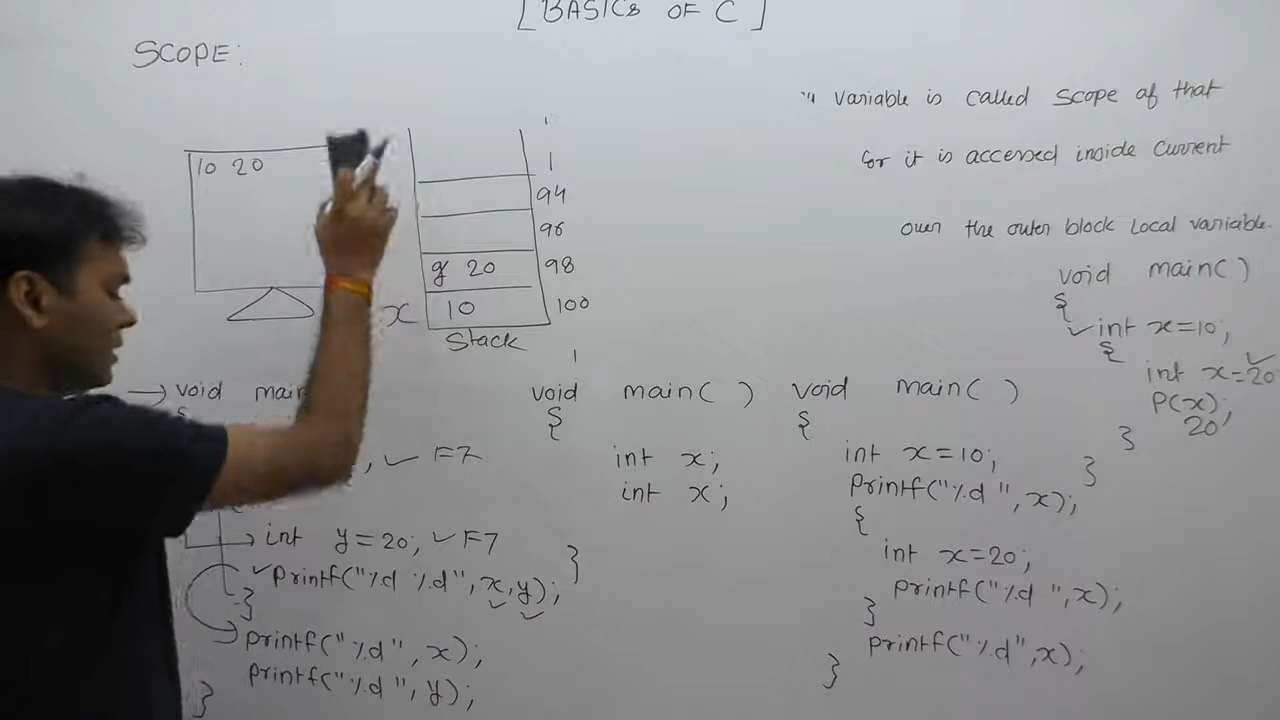 [ BASICs OF C ]
SCOPE:
" variable is called scope of that
for it is accessed inside current
over the outer block local variable.
10 20
94
96
y 20 98
x 10 100
Stack
void main( )
{
int x=10;
{
int x=20
P(x);
20
}
}
void main
, F7
int y = 20; F7
printf("%d %d", x,y);
}
printf("%d", x);
printf("%d", y);
}
void main( )
{
int x;
int x;
}
void main( )
{
int x=10;
printf("%d ", x);
{
int x=20;
printf("%d ",x);
}
printf("%d",x);
}